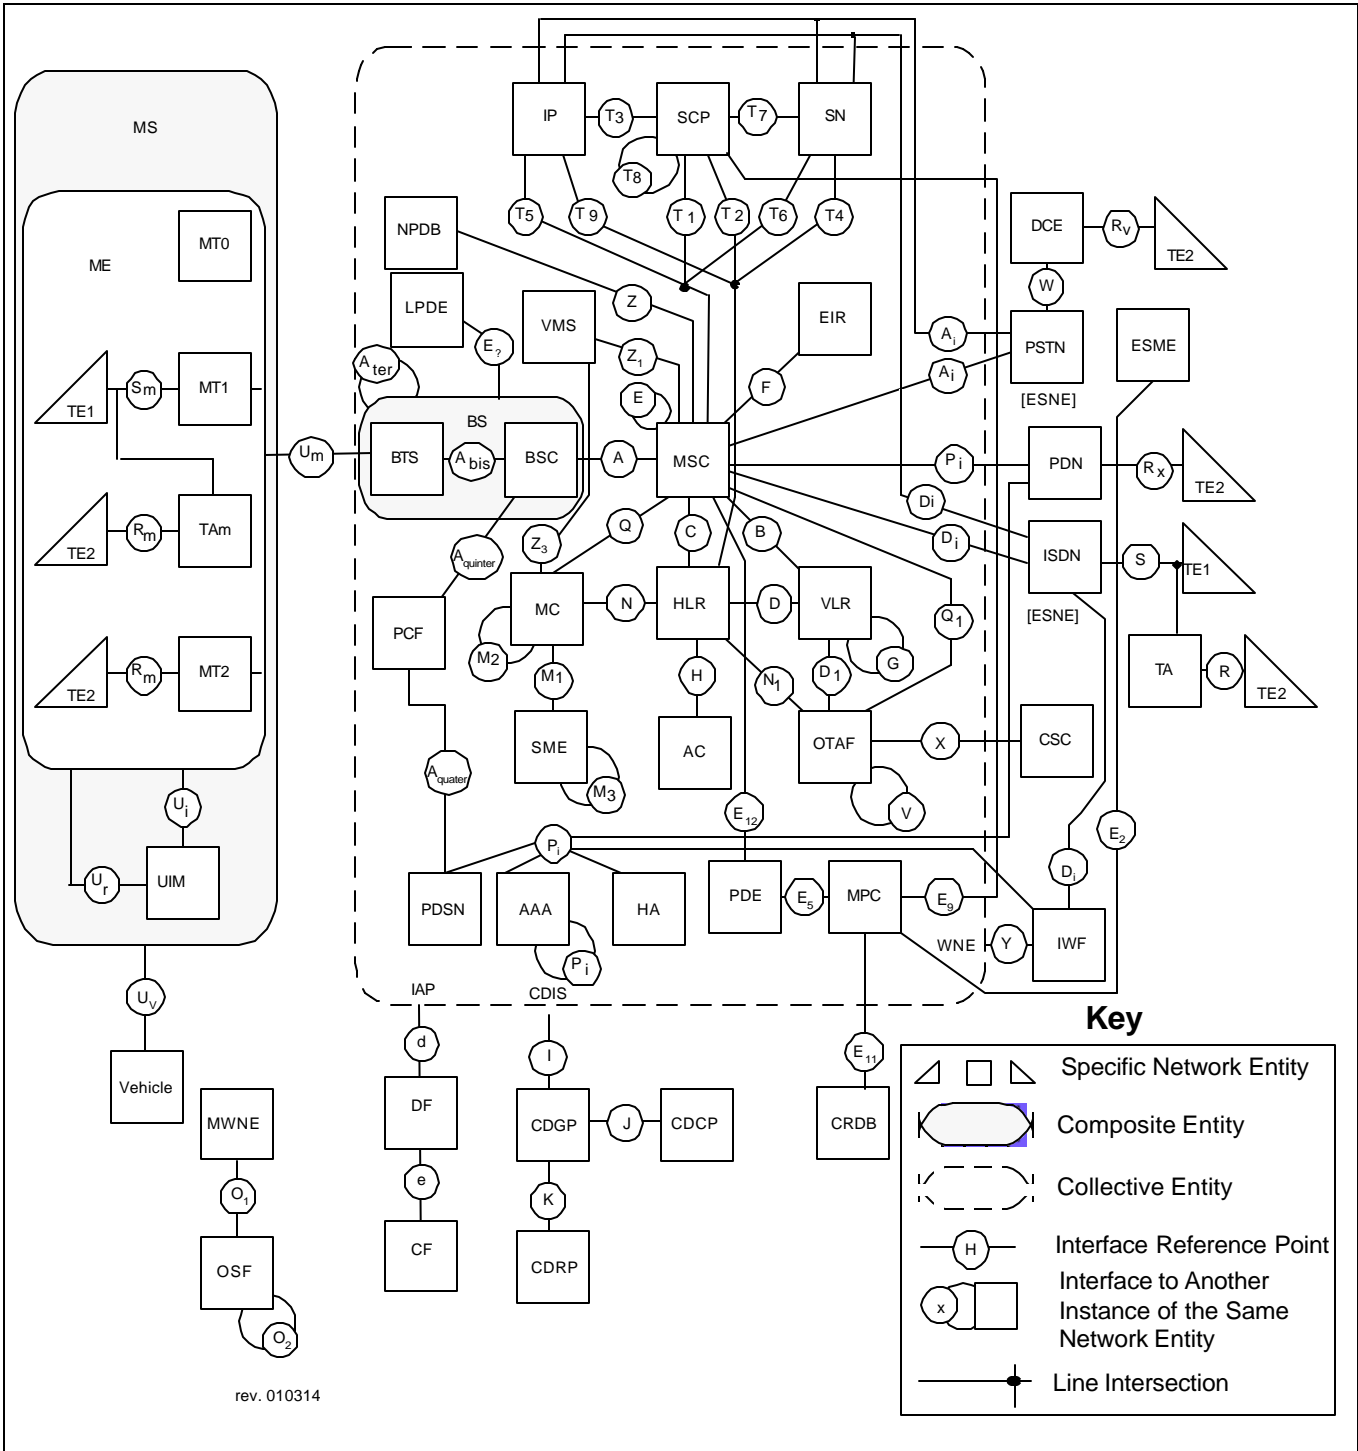 MS
ME
MT0
TE1
Sm
MT1
TE2
Rm
TAm
TE2
Rm
MT2
Ui
Ur
UIM
Uv
Vehicle
MWNE
O1
OSF
O2
rev. 010314
Um
IP
T3
SCP
T7
SN
T8
T5
T9
T1
T2
T6
T4
NPDB
LPDE
VMS
Z
Z1
E?
A ter
E
EIR
F
BS
BTS
A bis
BSC
A
MSC
Ai
Ai
Pi
Di
Di
DCE
Rv
TE2
W
PSTN
[ESNE]
ESME
PDN
Rx
TE2
ISDN
[ESNE]
S
TE1
TA
R
TE2
Aquinter
Z3
Q
C
B
PCF
MC
N
HLR
D
VLR
Q1
M2
M1
H
N1
D1
G
Aquater
SME
M3
AC
OTAF
X
CSC
V
E12
E2
Pi
Di
PDSN
AAA
HA
PDE
E5
MPC
E9
WNE
Y
IWF
Pi
IAP
CDIS
d
I
E11
DF
CDGP
J
CDCP
CRDB
e
K
CF
CDRP
Key
Specific Network Entity
Composite Entity
Collective Entity
H
Interface Reference Point
x
Interface to Another
Instance of the Same
Network Entity
Line Intersection